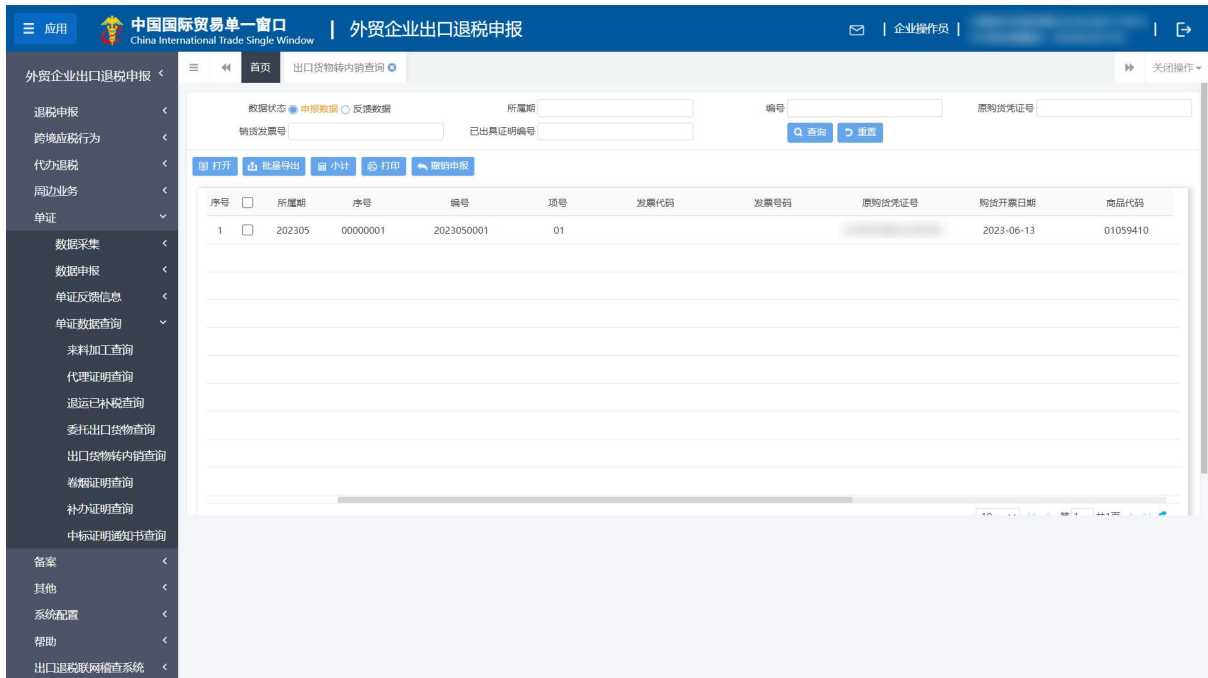 应用
中国国际贸易单一窗口
China International Trade Single Window
外贸企业出口退税申报
企业操作员
外贸企业出口退税申报
首页
出口货物转内销查询
关闭操作
退税申报
跨境应税行为
代办退税
周边业务
单证
数据采集
数据申报
单证反馈信息
单证数据查询
来料加工查询
代理证明查询
退运已补税查询
委托出口货物查询
出口货物转内销查询
卷烟证明查询
补办证明查询
中标证明通知书查询
备案
其他
系统配置
帮助
出口退税联网稽查系统
数据状态 申报数据 反馈数据 所属期 编号 原购货凭证号
销货发票号 已出具证明编号 查询 重置
打开 批量导出 小计 打印 撤销申报
序号 所属期 序号 编号 项号 发票代码 发票号码 原购货凭证号 购货开票日期 商品代码
1 202305 00000001 2023050001 01 2023-06-13 01059410